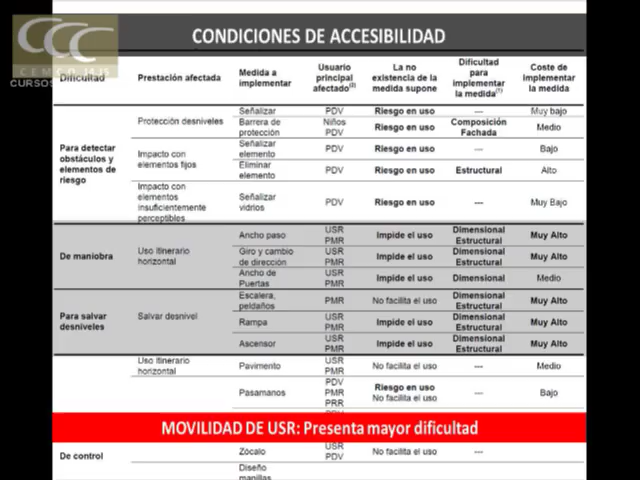 CONDICIONES DE ACCESIBILIDAD
CCC
CURSOS
Dificultad
Prestación afectada
Medida a implementar
Usuario principal afectado(2)
La no existencia de la medida supone
Dificultad para implementar la medida(1)
Coste de implementar la medida
Para detectar obstáculos y elementos de riesgo
Protección desniveles
Señalizar PDV Riesgo en uso --- Muy bajo
Barrera de protección Niños PDV Riesgo en uso Composición Fachada Medio
Impacto con elementos fijos
Señalizar elemento PDV Riesgo en uso --- Bajo
Eliminar elemento PDV Riesgo en uso Estructural Alto
Impacto con elementos insuficientemente perceptibles
Señalizar vidrios PDV Riesgo en uso --- Muy Bajo
De maniobra
Uso itinerario horizontal
Ancho paso USR PMR Impide el uso Dimensional Estructural Muy Alto
Giro y cambio de dirección USR PMR Impide el uso Dimensional Estructural Muy Alto
Ancho de Puertas USR PMR Impide el uso Dimensional Medio
Para salvar desniveles
Salvar desnivel
Escalera, peldaños PMR No facilita el uso Dimensional Estructural Muy Alto
Rampa USR PMR Impide el uso Dimensional Estructural Muy Alto
Ascensor USR PMR Impide el uso Dimensional Estructural Muy Alto
Uso itinerario horizontal
Pavimento USR PMR No facilita el uso --- Medio
Pasamanos PDV PMR PRR Riesgo en uso No facilita el uso --- Bajo
MOVILIDAD DE USR: Presenta mayor dificultad
De control
Zócalo USR PDV No facilita el uso --- ---
Diseño manillas